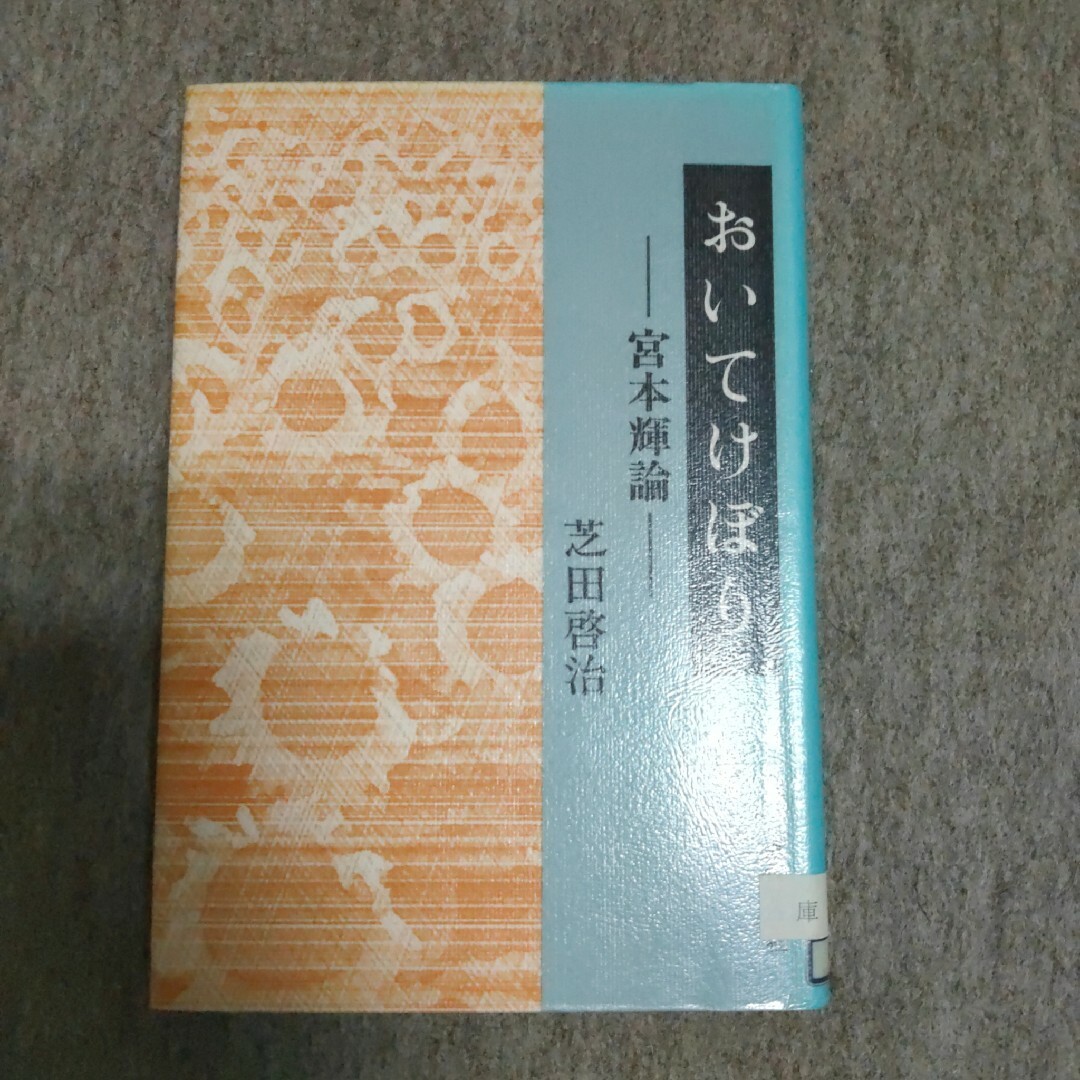 おいてけぼり
―宮本輝論―
芝田啓治
庫